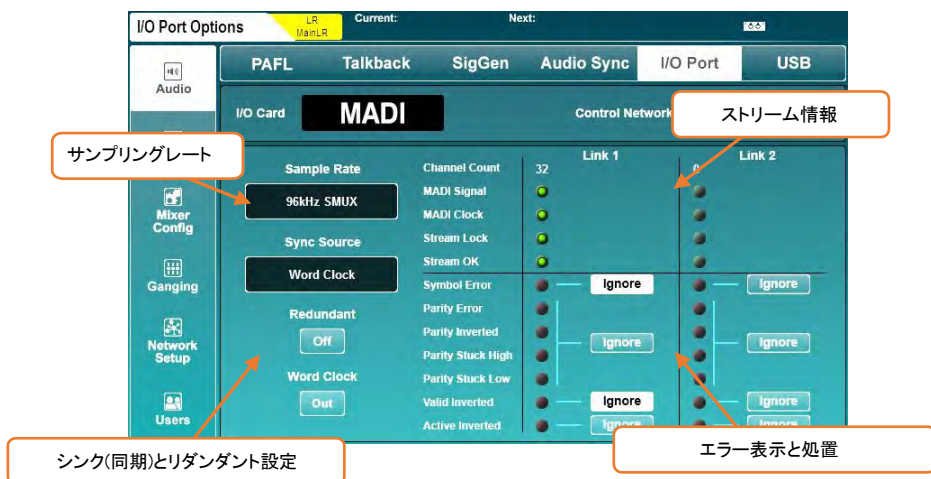 I/O Port Options
LR
MainLR
Current:
Next:
Audio
PAFL
Talkback
SigGen
Audio Sync
I/O Port
USB
I/O Card
MADI
Control Network
ストリーム情報
サンプリングレート
Mixer
Config
Ganging
Network
Setup
Users
Sample Rate
96kHz SMUX
Sync Source
Word Clock
Redundant
Off
Word Clock
Out
Link 1
Link 2
Channel Count
32
0
MADI Signal
MADI Clock
Stream Lock
Stream OK
Symbol Error
Ignore
Ignore
Parity Error
Parity Inverted
Ignore
Ignore
Parity Stuck High
Parity Stuck Low
Valid Inverted
Ignore
Ignore
Active Inverted
Ignore
Ignore
シンク(同期)とリダンダント設定
エラー表示と処置